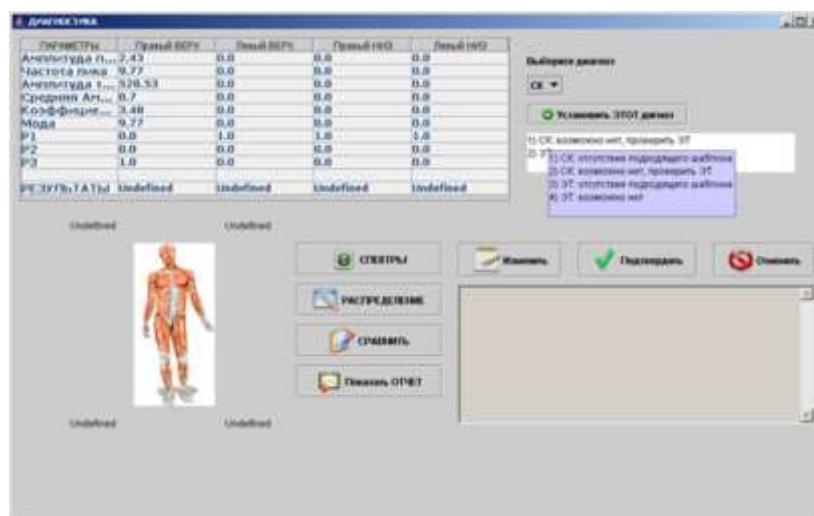 ДИАГНОСТИКА
ПАРАМЕТРЫ Правый ВЕРХ Левый ВЕРХ Правый НИЗ Левый НИЗ
Амплитуда п... 2.43 0.0 0.0 0.0
Частота пика 9.77 0.0 0.0 0.0
Амплитуда т... 528.53 0.0 0.0 0.0
Средняя Ам... 0.7 0.0 0.0 0.0
Коэффицие... 3.48 0.0 0.0 0.0
Мода 9.77 0.0 0.0 0.0
P1 0.0 1.0 1.0 1.0
P2 0.0 0.0 0.0 0.0
P3 1.0 0.0 0.0 0.0
РЕЗУЛЬТАТЫ Undefined Undefined Undefined Undefined
Выберите диагноз
СК
Установить ЭТОТ диагноз
1) СК: возможно нет, проверить ЭТ
2) ЭТ
1) СК: отсутствие подходящего шаблона
2) СК: возможно нет, проверить ЭТ
3) ЭТ: отсутствие подходящего шаблона
4) ЭТ: возможно нет
Undefined Undefined
СПЕКТРЫ
Изменить Подтвердить Отменить
РАСПРЕДЕЛЕНИЕ
СРАВНИТЬ
Показать ОТЧЕТ
Undefined Undefined